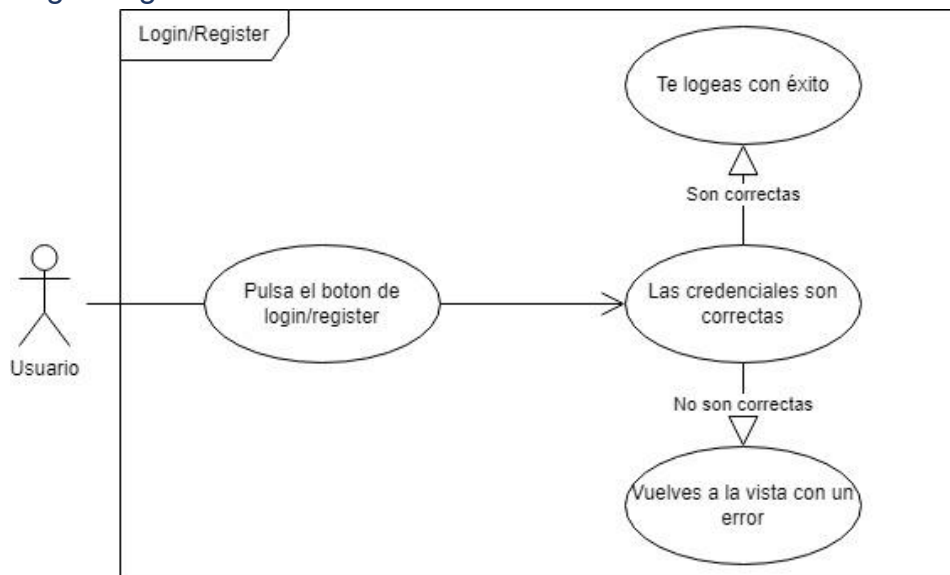 Login/Register
Te logeas con éxito
Son correctas
Pulsa el boton de
login/register
Las credenciales son
correctas
Usuario
No son correctas
Vuelves a la vista con un
error